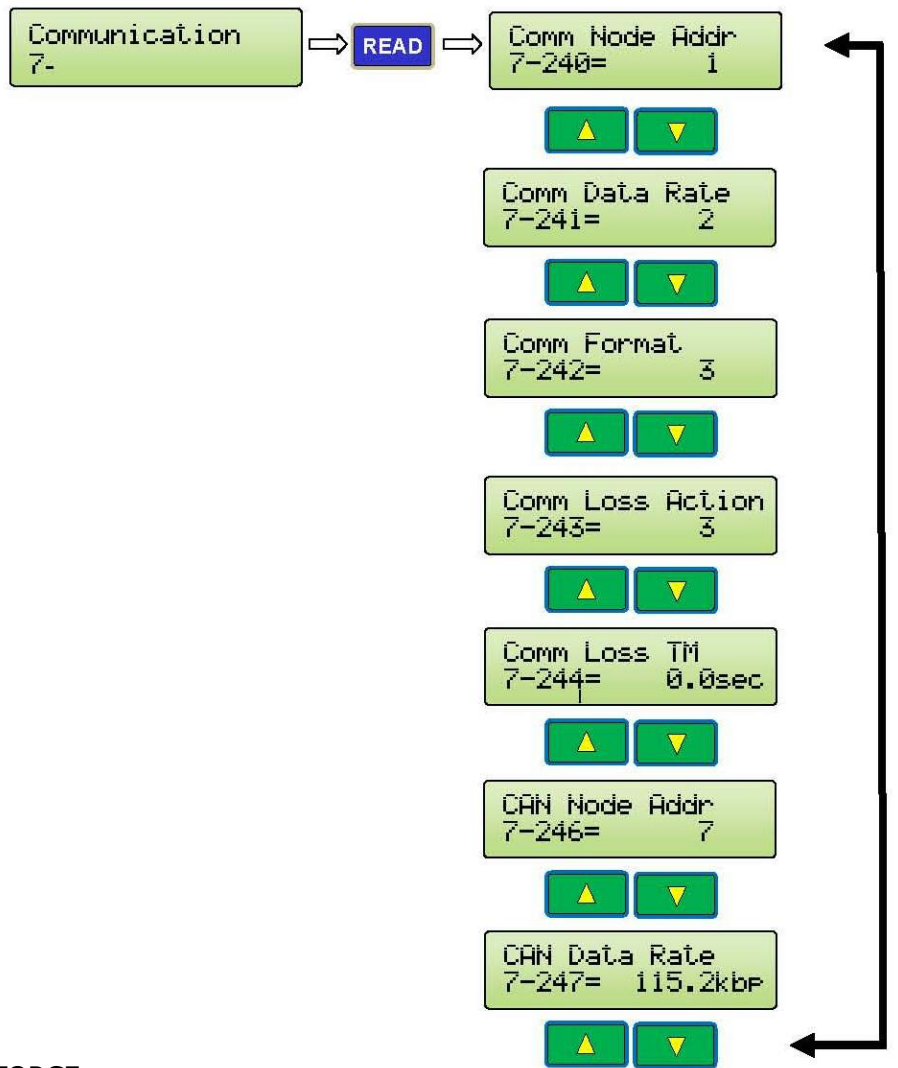 Communication
7-
READ
Comm Node Addr
7-240= 1
Comm Data Rate
7-241= 2
Comm Format
7-242= 3
Comm Loss Action
7-243= 3
Comm Loss TM
7-244= 0.0sec
CAN Node Addr
7-246= 7
CAN Data Rate
7-247= 115.2kbp